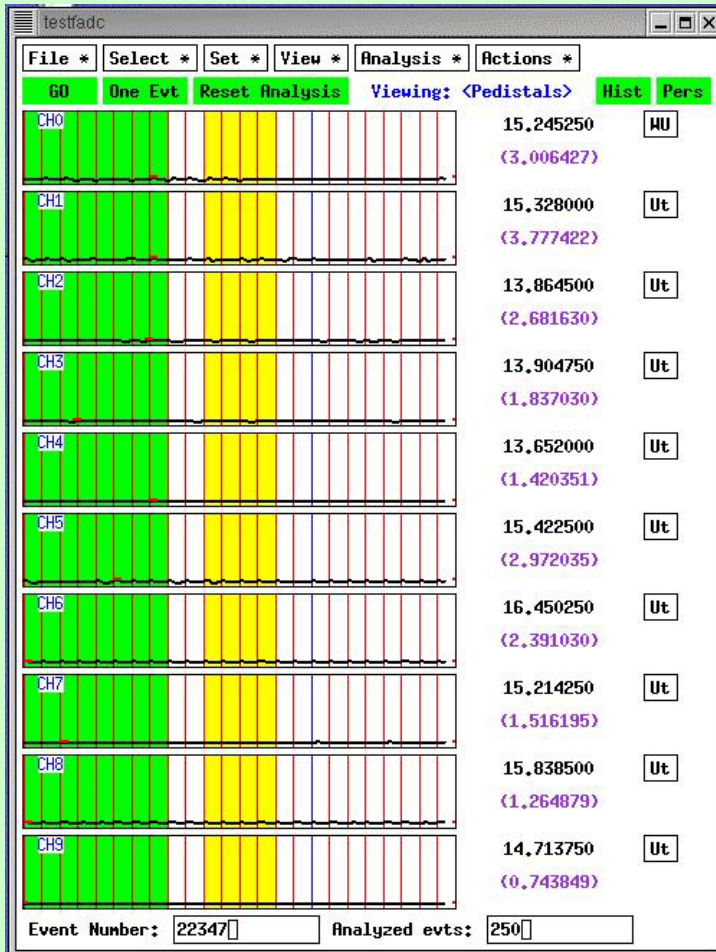 testfadc
File * Select * Set * View * Analysis * Actions *
GO One Evt Reset Analysis Viewing: <Pedistals> Hist Pers
CH0 15.245250 WU
(3.006427)
CH1 15.328000 Ut
(3.777422)
CH2 13.864500 Ut
(2.681630)
CH3 13.904750 Ut
(1.837030)
CH4 13.652000 Ut
(1.420351)
CH5 15.422500 Ut
(2.972035)
CH6 16.450250 Ut
(2.391030)
CH7 15.214250 Ut
(1.516195)
CH8 15.838500 Ut
(1.264879)
CH9 14.713750 Ut
(0.743849)
Event Number: 22347 Analyzed evts: 250